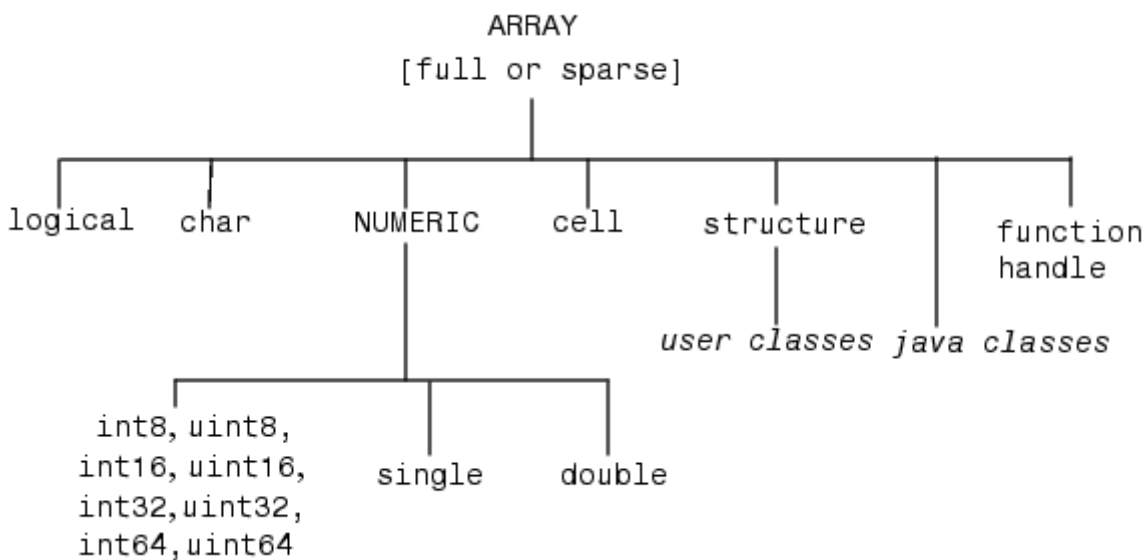 ARRAY
[full or sparse]
logical char NUMERIC cell structure function
handle
user classes java classes
int8, uint8,
int16, uint16, single double
int32,uint32,
int64,uint64